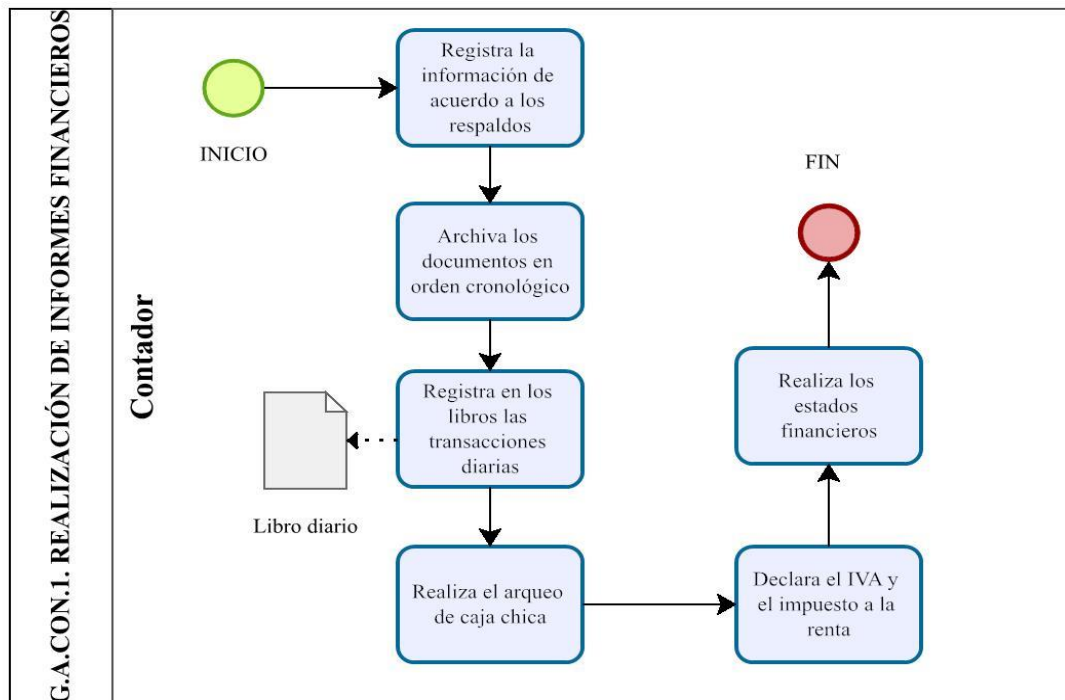 G.A.CON.1. REALIZACIÓN DE INFORMES FINANCIEROS
Contador
INICIO
Registra la
información de
acuerdo a los
respaldos
Archiva los
documentos en
orden cronológico
Registra en los
libros las
transacciones
diarias
Libro diario
Realiza el arqueo
de caja chica
Declara el IVA y
el impuesto a la
renta
Realiza los
estados
financieros
FIN